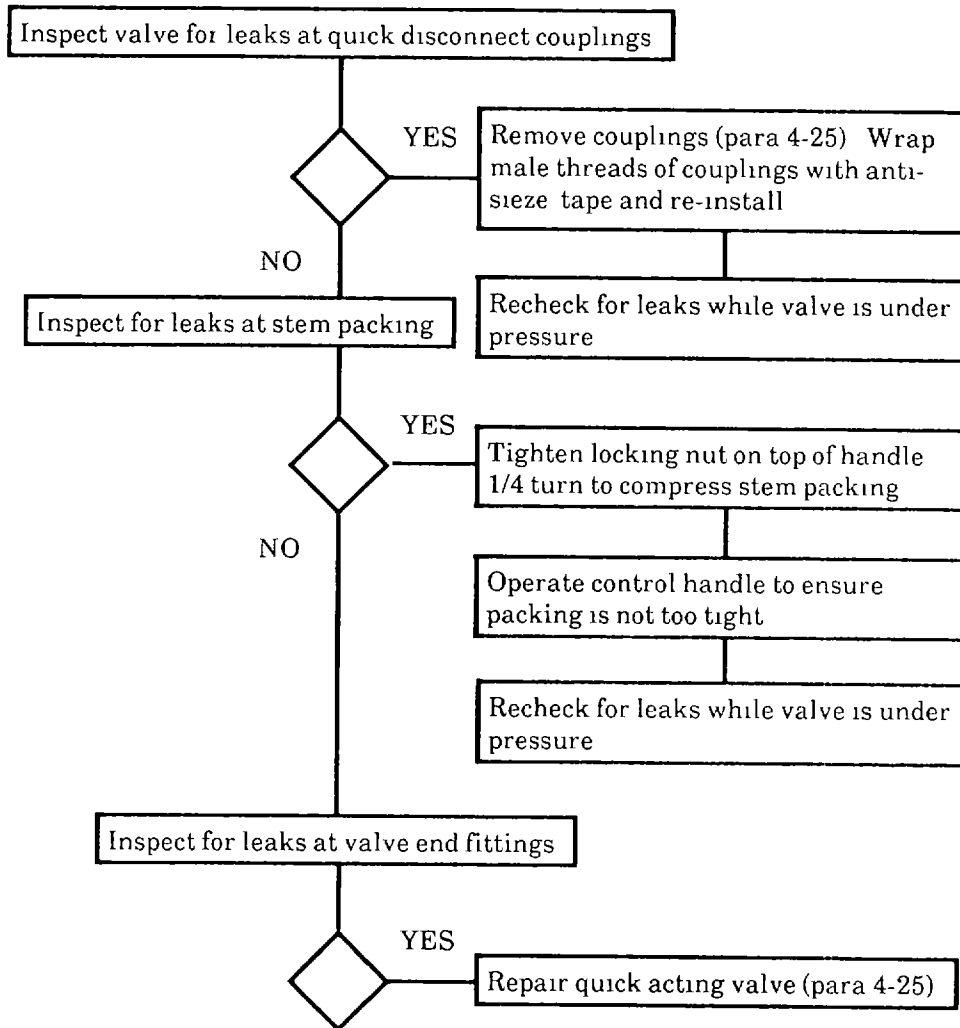 Inspect valve for leaks at quick disconnect couplings
YES
Remove couplings (para 4-25) Wrap
male threads of couplings with anti-
sieze tape and re-install
NO
Recheck for leaks while valve is under
pressure
Inspect for leaks at stem packing
YES
Tighten locking nut on top of handle
1/4 turn to compress stem packing
NO
Operate control handle to ensure
packing is not too tight
Recheck for leaks while valve is under
pressure
Inspect for leaks at valve end fittings
YES
Repair quick acting valve (para 4-25)